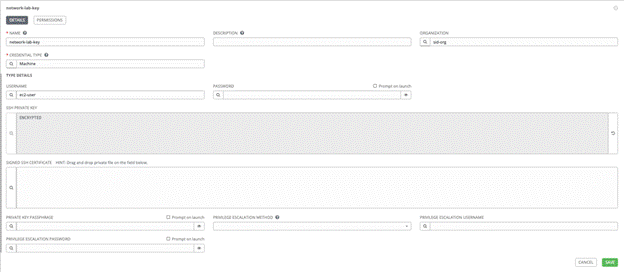 network-lab-key
DETAILS PERMISSIONS
* NAME DESCRIPTION ORGANIZATION
network-lab-key
* CREDENTIAL TYPE
Machine
TYPE DETAILS
USERNAME PASSWORD Prompt on launch
ec2-user
SSH PRIVATE KEY
ENCRYPTED
SIGNED SSH CERTIFICATE HINT: Drag and drop private file on the field below.
PRIVATE KEY PASSPHRASE Prompt on launch PRIVILEGE ESCALATION METHOD PRIVILEGE ESCALATION USERNAME
PRIVILEGE ESCALATION PASSWORD Prompt on launch
CANCEL SAVE